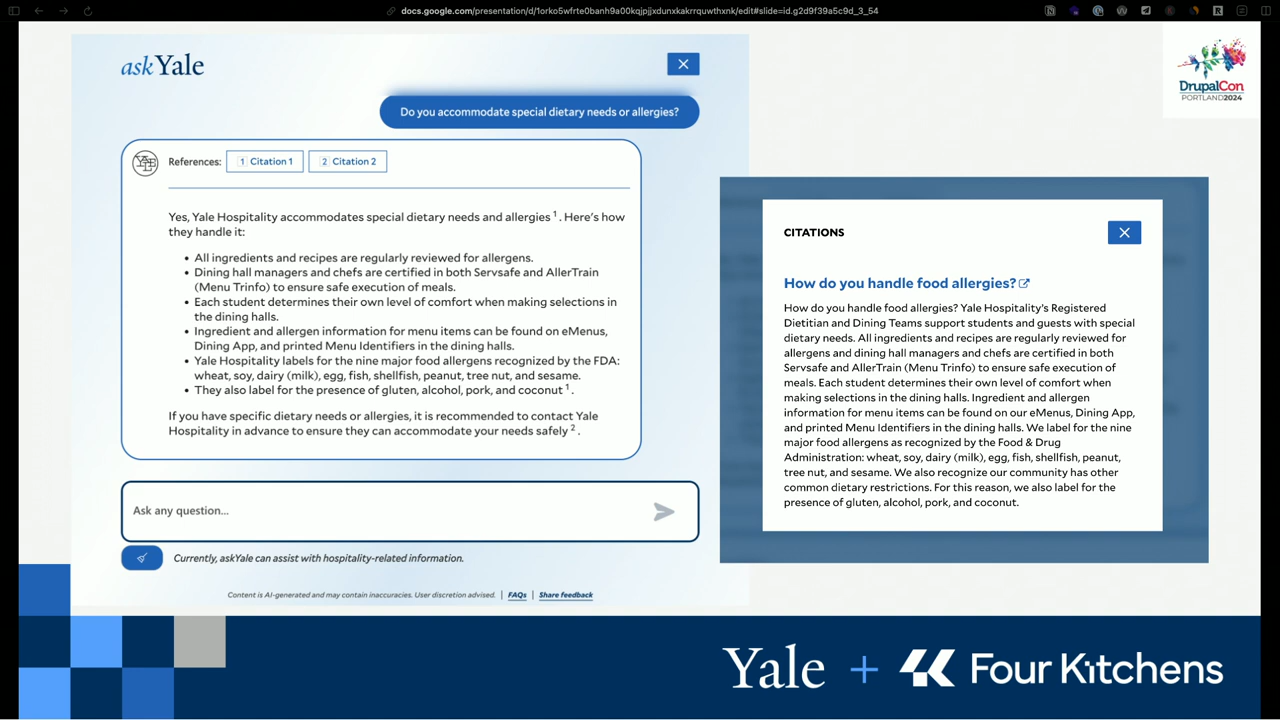 docs.google.com/presentation/d/1orko5wfrte0banh9a00kqjpjjxdunxkakrrquwthxnk/edit#slide=id.g2d9f39a5c9d_3_54
askYale
Do you accommodate special dietary needs or allergies?
References: 1 Citation 1 2 Citation 2
Yes, Yale Hospitality accommodates special dietary needs and allergies 1 . Here's how
they handle it:
• All ingredients and recipes are regularly reviewed for allergens.
• Dining hall managers and chefs are certified in both Servsafe and AllerTrain
(Menu Trinfo) to ensure safe execution of meals.
• Each student determines their own level of comfort when making selections in
the dining halls.
• Ingredient and allergen information for menu items can be found on eMenus,
Dining App, and printed Menu Identifiers in the dining halls.
• Yale Hospitality labels for the nine major food allergens recognized by the FDA:
wheat, soy, dairy (milk), egg, fish, shellfish, peanut, tree nut, and sesame.
• They also label for the presence of gluten, alcohol, pork, and coconut 1 .
If you have specific dietary needs or allergies, it is recommended to contact Yale
Hospitality in advance to ensure they can accommodate your needs safely 2 .
Ask any question...
Currently, askYale can assist with hospitality-related information.
Content is AI-generated and may contain inaccuracies. User discretion advised. | FAQs | Share feedback
DrupalCon
PORTLAND2024
CITATIONS
How do you handle food allergies?
How do you handle food allergies? Yale Hospitality's Registered
Dietitian and Dining Teams support students and guests with special
dietary needs. All ingredients and recipes are regularly reviewed for
allergens and dining hall managers and chefs are certified in both
Servsafe and AllerTrain (Menu Trinfo) to ensure safe execution of
meals. Each student determines their own level of comfort when
making selections in the dining halls. Ingredient and allergen
information for menu items can be found on our eMenus, Dining App,
and printed Menu Identifiers in the dining halls. We label for the nine
major food allergens as recognized by the Food & Drug
Administration: wheat, soy, dairy (milk), egg, fish, shellfish, peanut,
tree nut, and sesame. We also recognize our community has other
common dietary restrictions. For this reason, we also label for the
presence of gluten, alcohol, pork, and coconut.
Yale + Four Kitchens